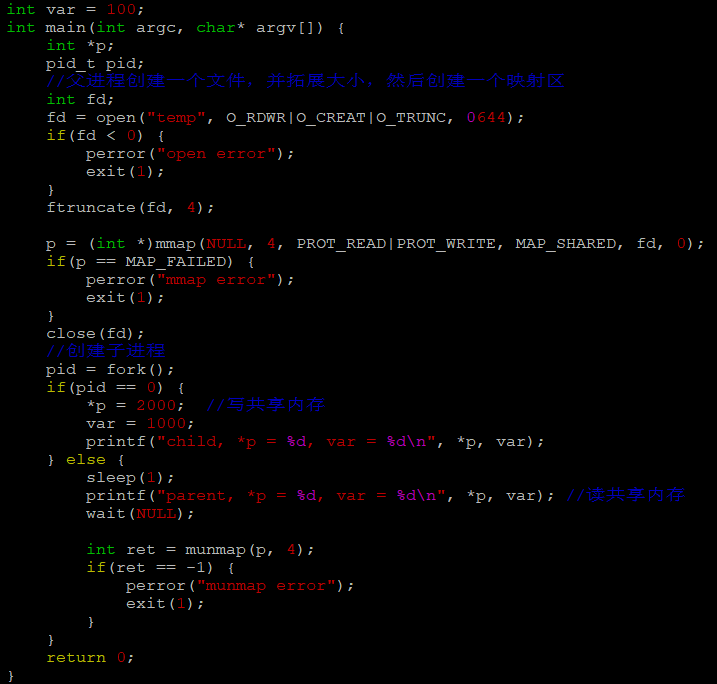 int var = 100;
int main(int argc, char* argv[]) {
    int *p;
    pid_t pid;
    //父进程创建一个文件，并拓展大小，然后创建一个映射区
    int fd;
    fd = open("temp", O_RDWR|O_CREAT|O_TRUNC, 0644);
    if(fd < 0) {
        perror("open error");
        exit(1);
    }
    ftruncate(fd, 4);

    p = (int *)mmap(NULL, 4, PROT_READ|PROT_WRITE, MAP_SHARED, fd, 0);
    if(p == MAP_FAILED) {
        perror("mmap error");
        exit(1);
    }
    close(fd);
    //创建子进程
    pid = fork();
    if(pid == 0) {
        *p = 2000;  //写共享内存
        var = 1000;
        printf("child, *p = %d, var = %d\n", *p, var);
    } else {
        sleep(1);
        printf("parent, *p = %d, var = %d\n", *p, var); //读共享内存
        wait(NULL);

        int ret = munmap(p, 4);
        if(ret == -1) {
            perror("munmap error");
            exit(1);
        }
    }
    return 0;
}